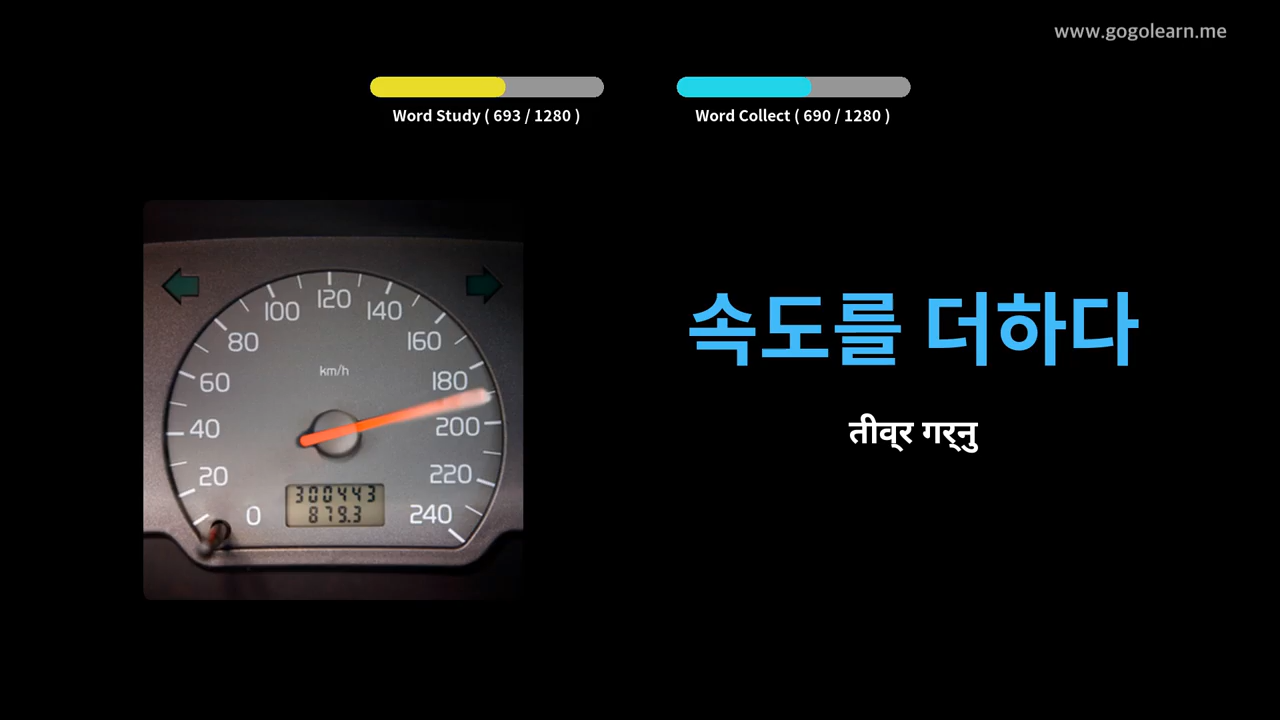 www.gogolearn.me
Word Study ( 693 / 1280 )
Word Collect ( 690 / 1280 )
120
100
140
80
160
km/h
60
180
40
200
20
220
300443
879.3
0
240
속도를 더하다
तीव्र गर्नु